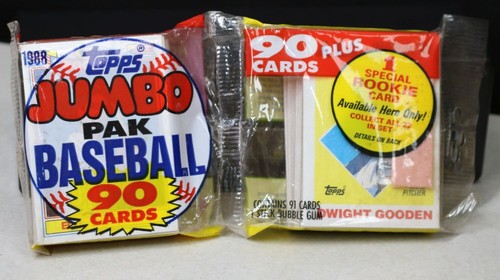 1988
Topps
JUMBO
PAK
BASEBALL
90
CARDS
90 PLUS
CARDS
1
SPECIAL
ROOKIE
CARD
Available Here Only!
COLLECT ALL 22
IN SET
DETAILS ON BACK
CONTAINS 91 CARDS
1 STICK BUBBLE GUM
Topps
PITCHER
DWIGHT GOODEN